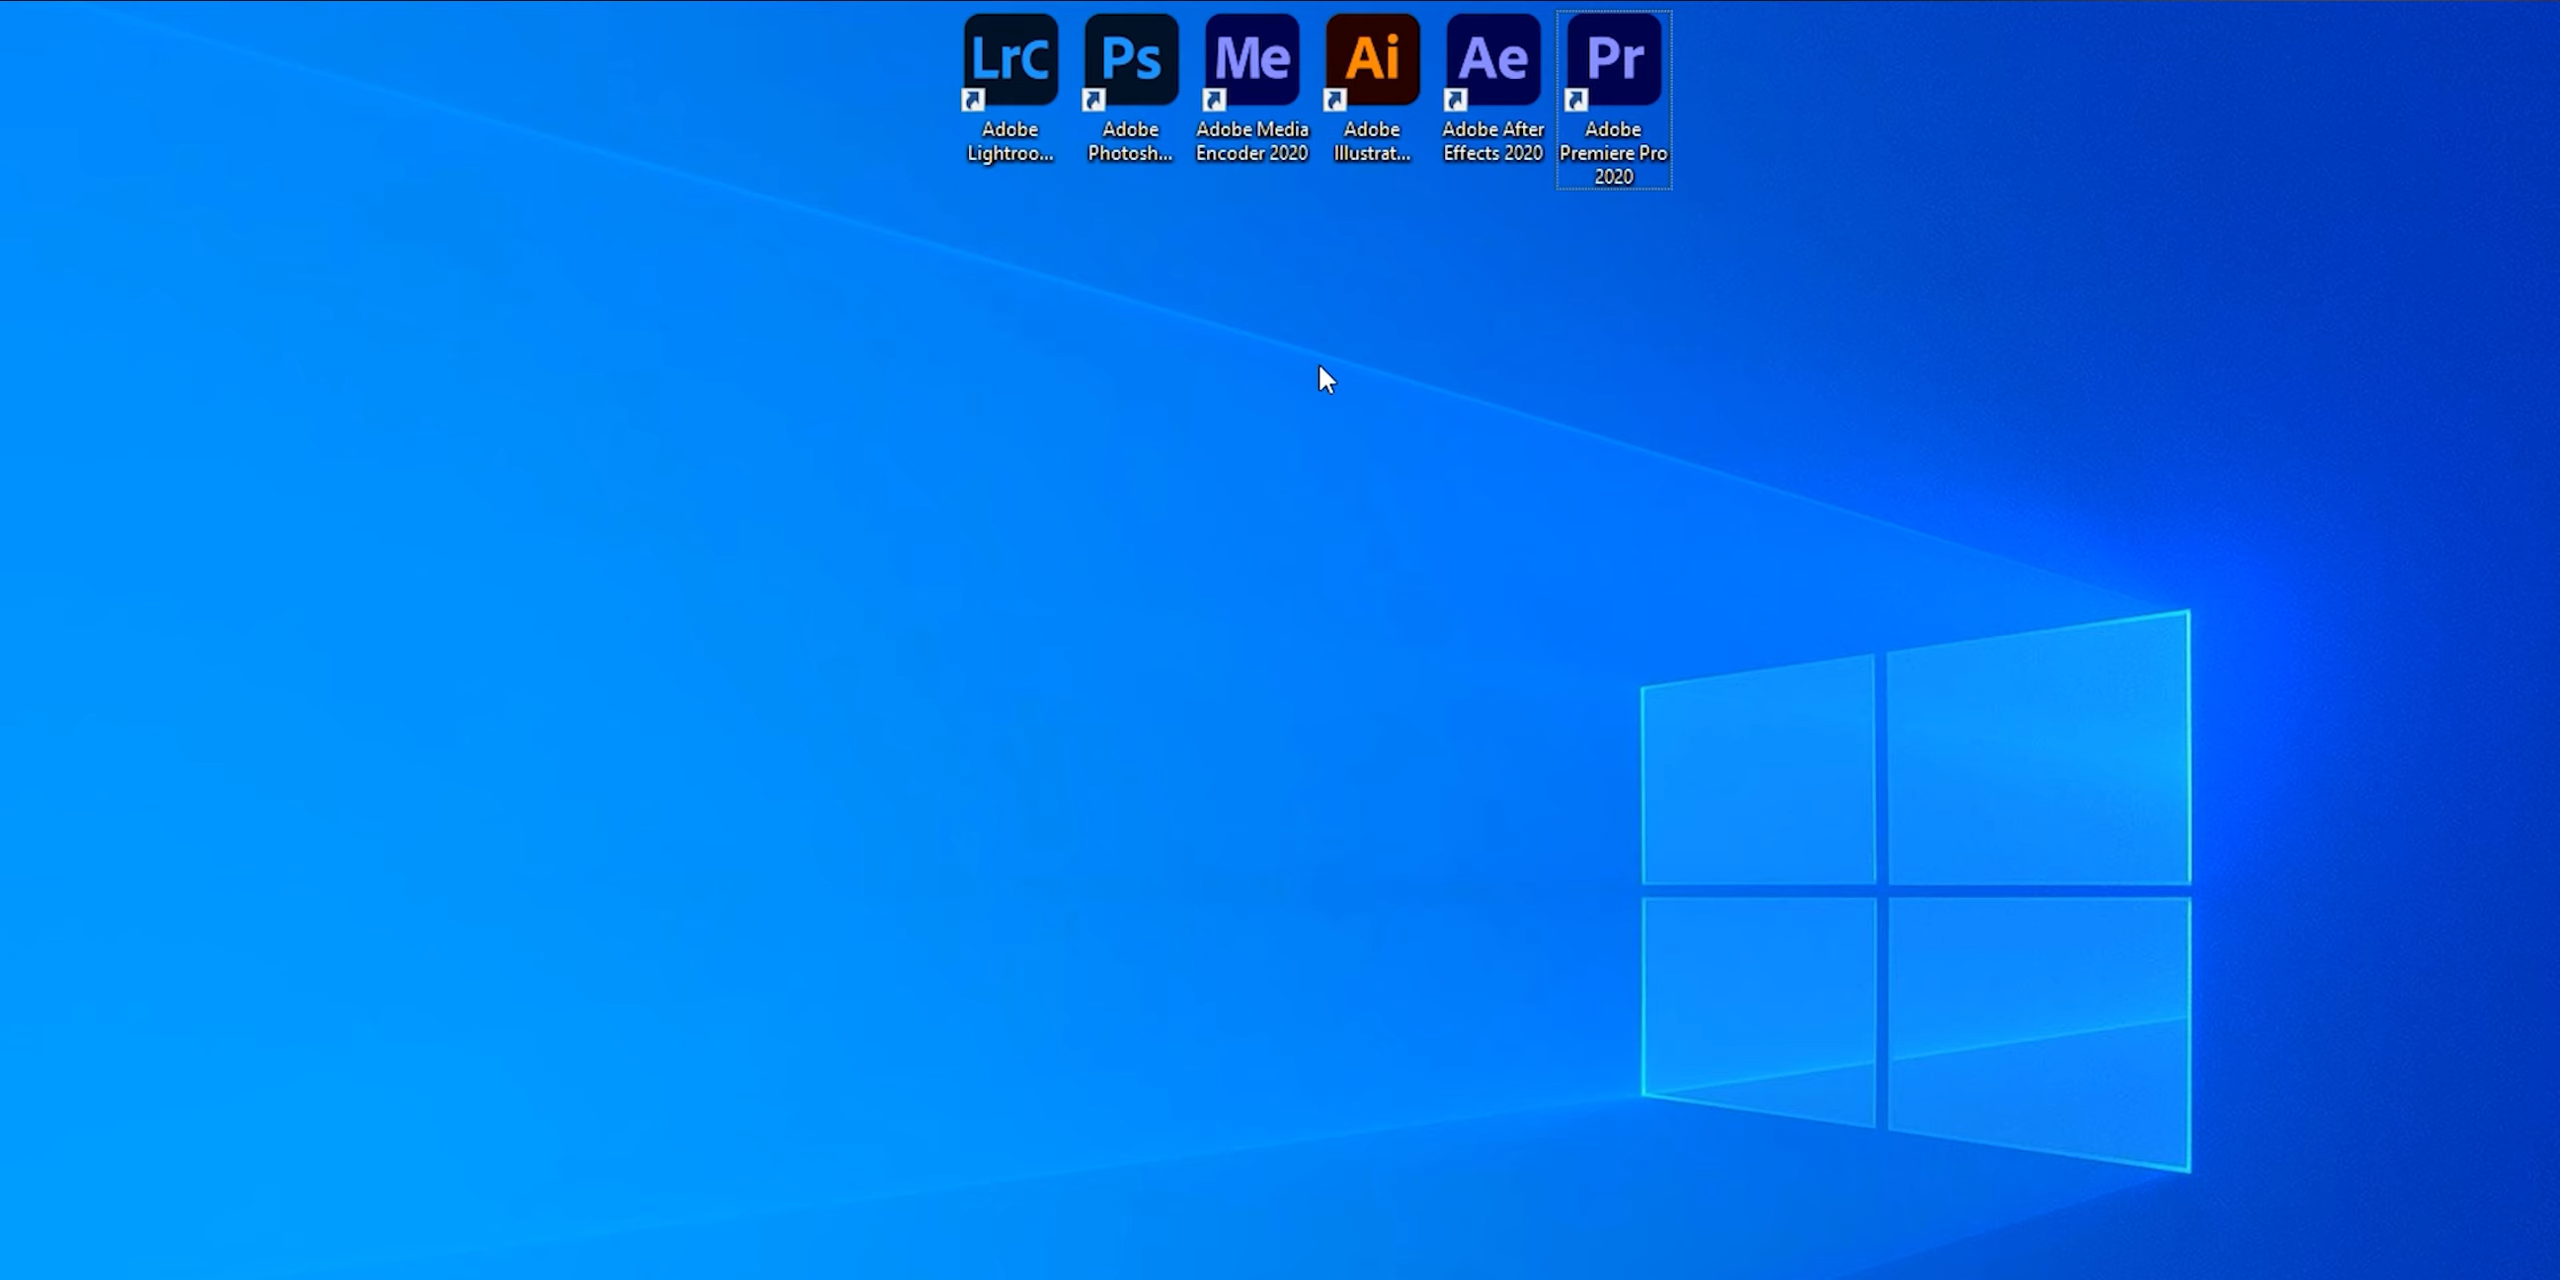 LrC
Adobe
Lightroo...
Ps
Adobe
Photosh...
Me
Adobe Media
Encoder 2020
Ai
Adobe
Illustrat...
Ae
Adobe After
Effects 2020
Pr
Adobe
Premiere Pro
2020